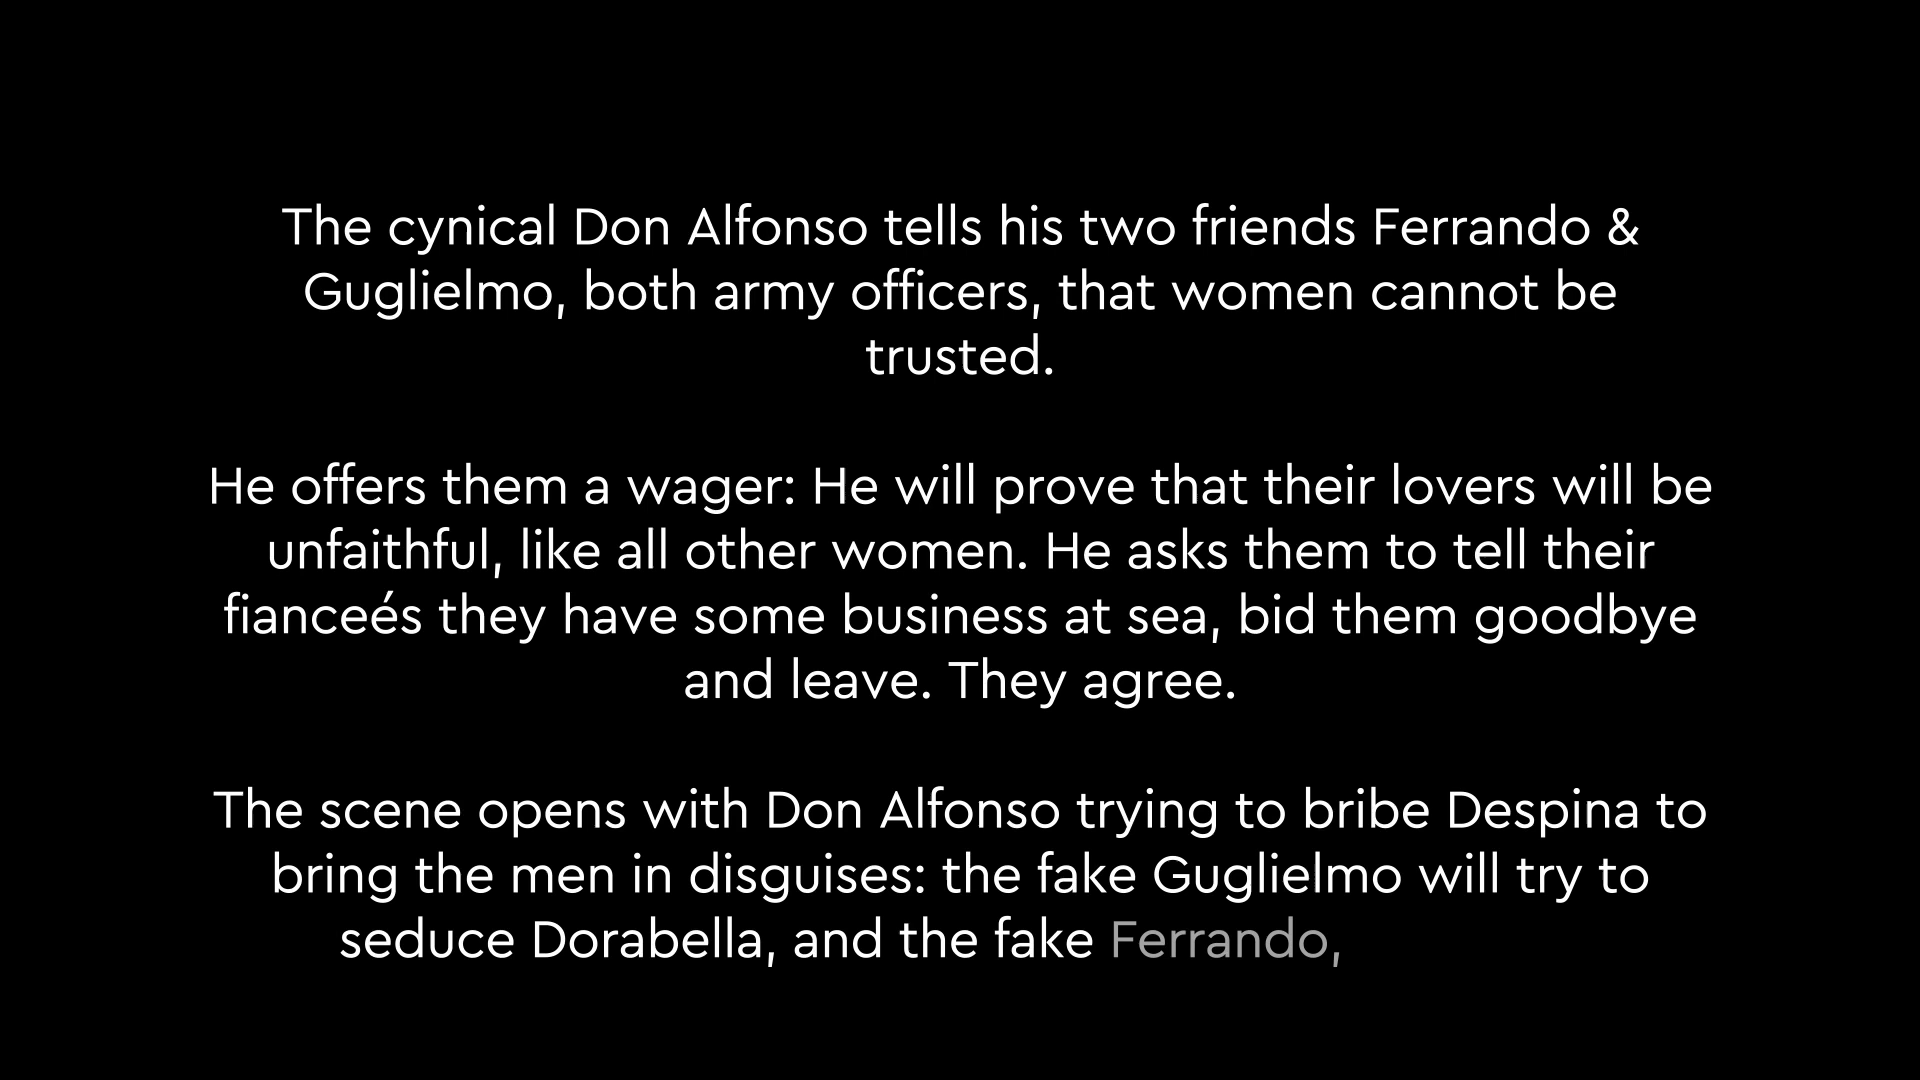 The cynical Don Alfonso tells his two friends Ferrando &
Guglielmo, both army officers, that women cannot be
trusted.
He offers them a wager: He will prove that their lovers will be
unfaithful, like all other women. He asks them to tell their
fianceés they have some business at sea, bid them goodbye
and leave. They agree.
The scene opens with Don Alfonso trying to bribe Despina to
bring the men in disguises: the fake Guglielmo will try to
seduce Dorabella, and the fake Ferrando,